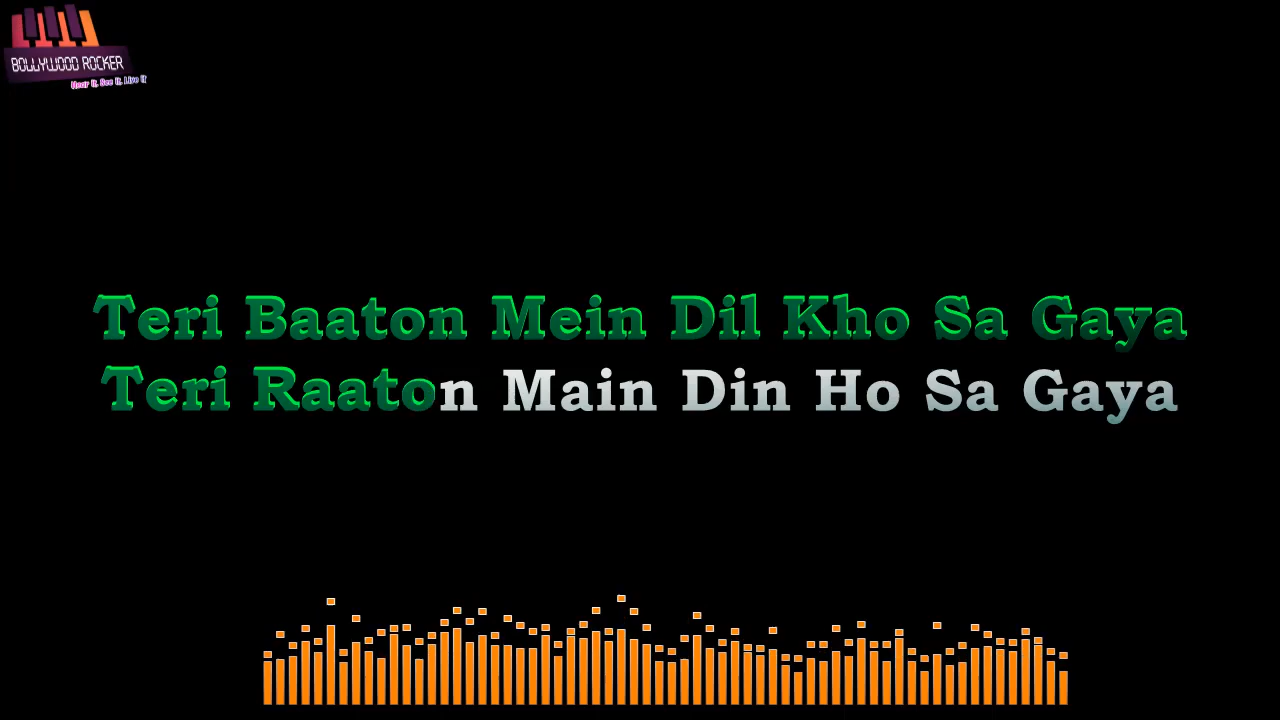 BOLLYWOOD ROCKER
Hear It, See It, Live It
Teri Baaton Mein Dil Kho Sa Gaya
Teri Raaton Main Din Ho Sa Gaya